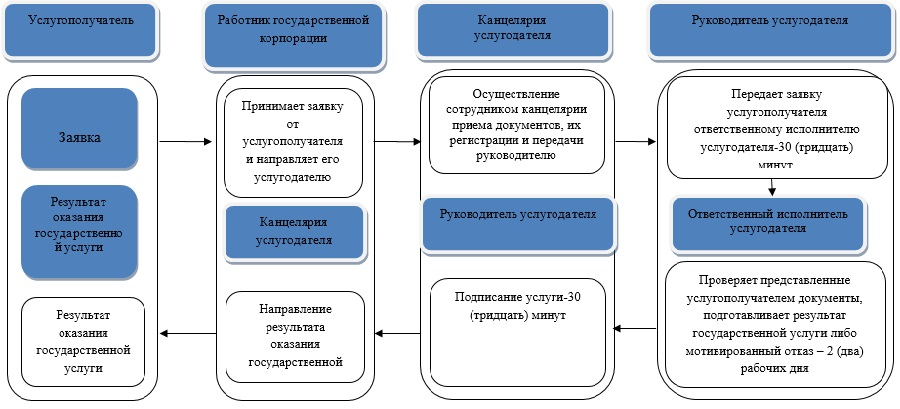 Услугополучатель
Работник государственной
корпорации
Канцелярия
услугодателя
Руководитель услугодателя
Заявка
Принимает заявку
от
услугополучателя
и направляет его
услугодателю
Осуществление
сотрудником канцелярии
приема документов, их
регистрации и передачи
руководителю
Передает заявку
услугополучателя
ответственному исполнителю
услугодателя-30 (тридцать)
минут
Результат
оказания
государственно
й услуги
Канцелярия
услугодателя
Руководитель услугодателя
Ответственный исполнитель
услугодателя
Результат
оказания
государственной
услуги
Направление
результата
оказания
государственной
Подписание услуги-30
(тридцать) минут
Проверяет представленные
услугополучателем документы,
подготавливает результат
государственной услуги либо
мотивированный отказ – 2 (два)
рабочих дня